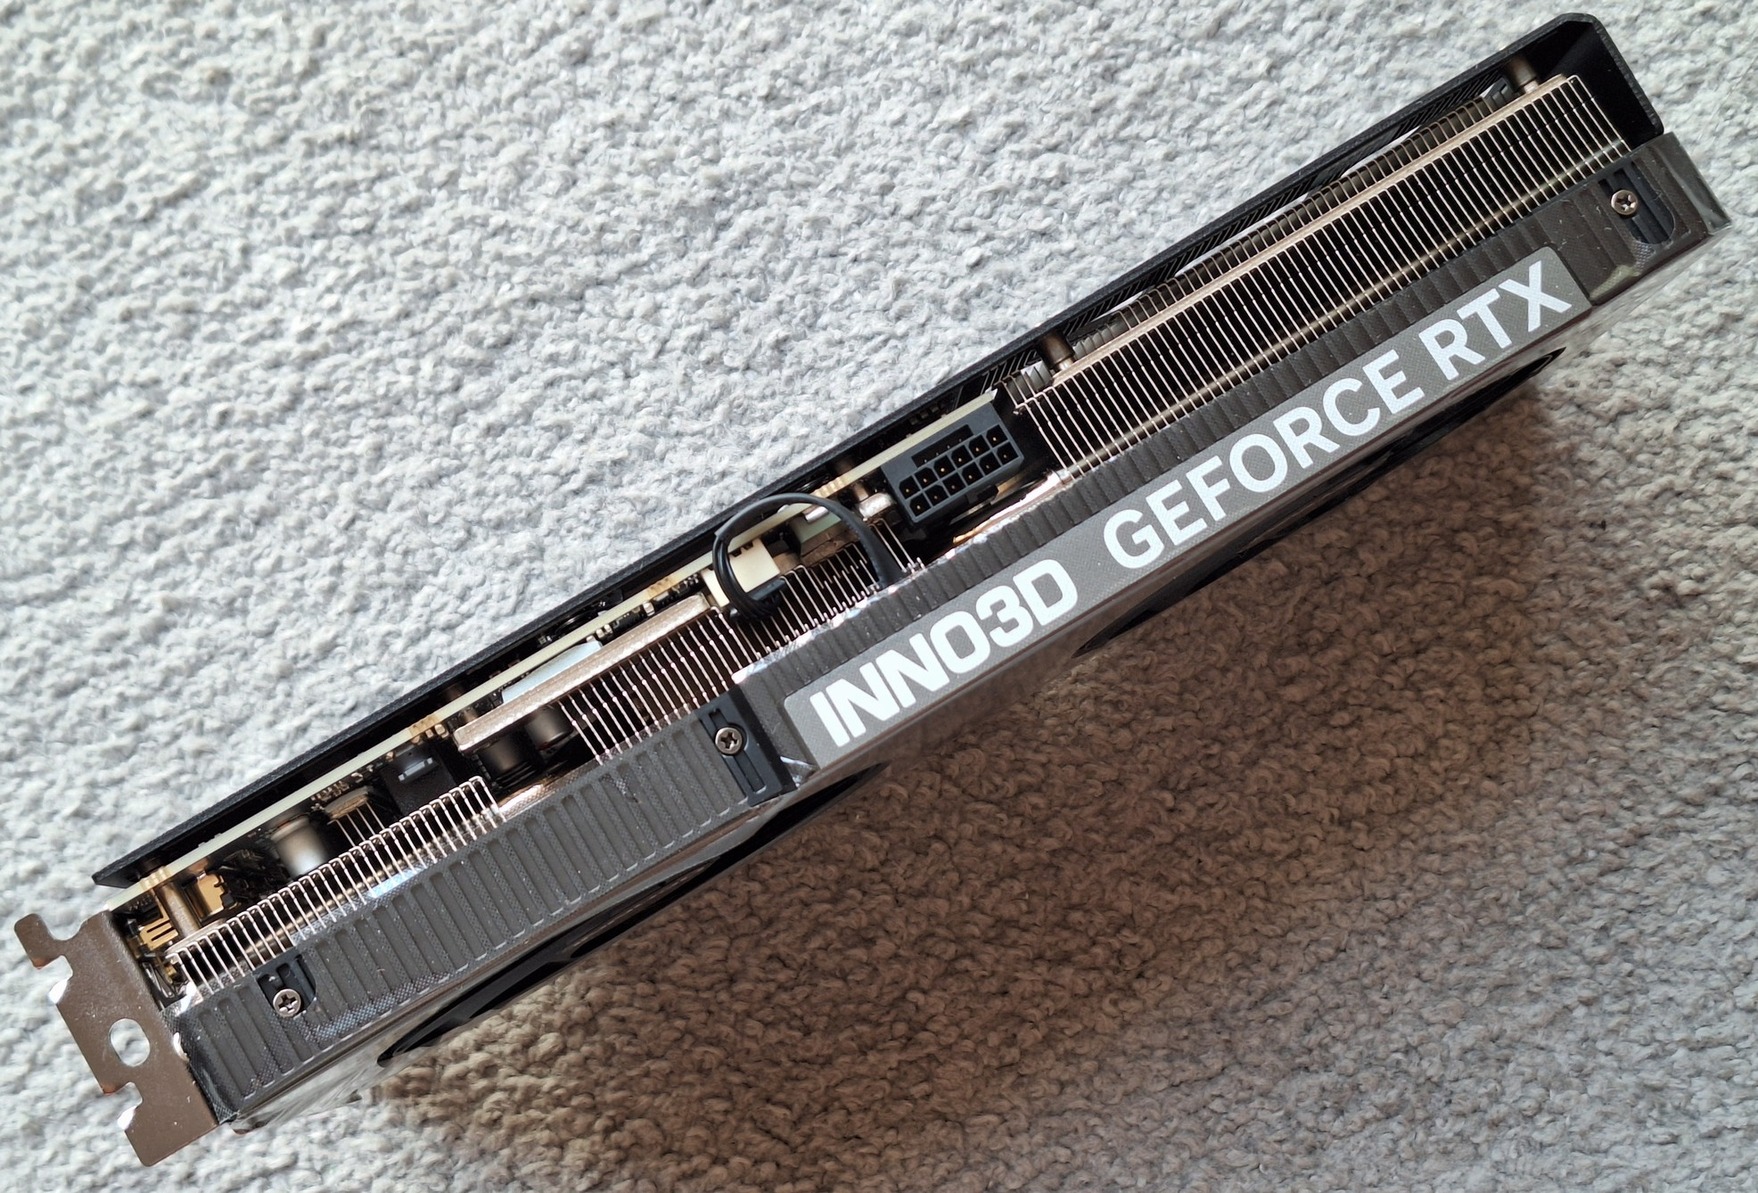 INNO3D GEFORCE RTX